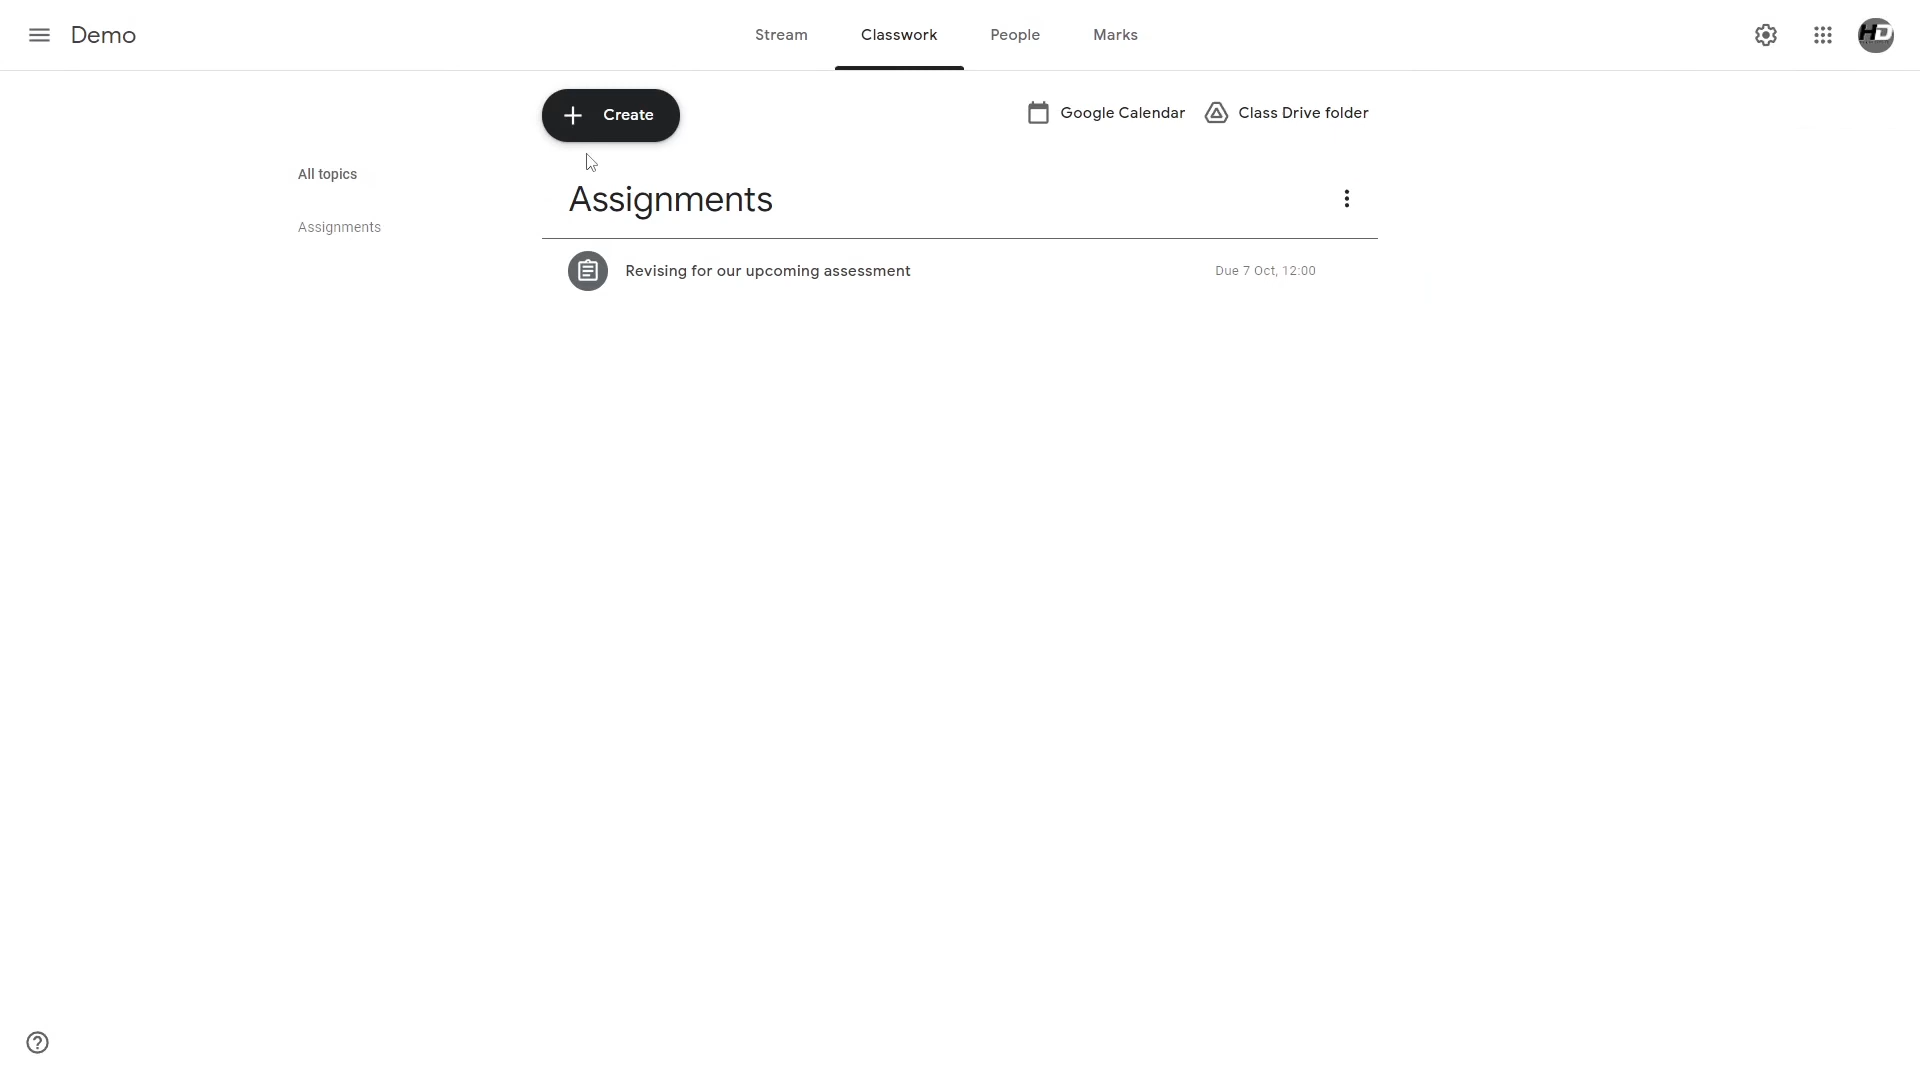 Demo
Stream
Classwork
People
Marks
HD
Create
Google Calendar
Class Drive folder
All topics
Assignments
Assignments
Revising for our upcoming assessment
Due 7 Oct, 12:00